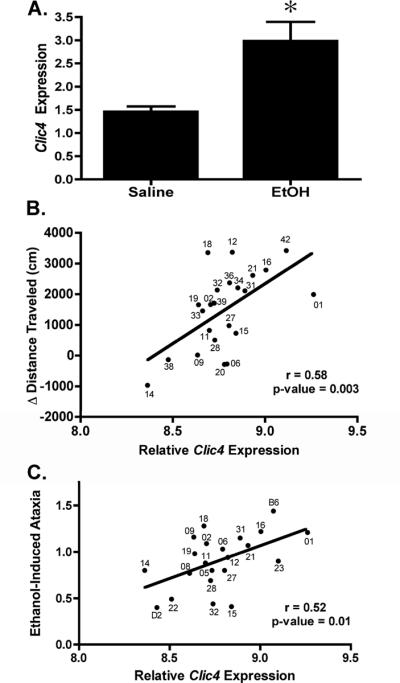 A.
Clic4 Expression
3.5
3.0
2.5
2.0
1.5
1.0
0.5
0.0
*
Saline EtOH
B.
Δ Distance Traveled (cm)
4000
3000
2000
1000
0
-1000
-2000
18 12 42
36 34 21 16
32 31
19 02 39 01
33
27
11 15
28
09
38 20 06
14
r = 0.58
p-value = 0.003
8.0 8.5 9.0 9.5
Relative Clic4 Expression
C.
Ethanol-Induced Ataxia
1.5
1.0
0.5
0.0
B6
18
09 02 31 16 01
06 21
19 11 12 23
14 08 05 27
28
D2 22 32 15
r = 0.52
p-value = 0.01
8.0 8.5 9.0 9.5
Relative Clic4 Expression